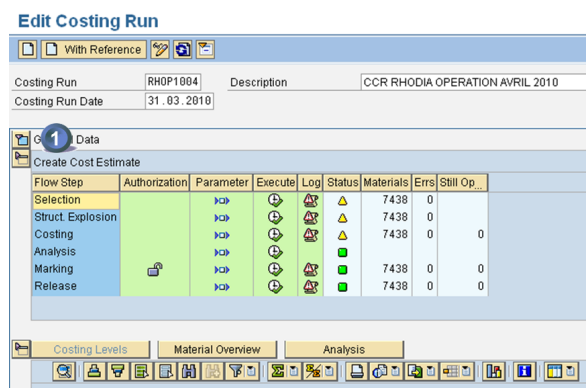 Edit Costing Run
With Reference
Costing Run RHOP1004 Description CCR RHODIA OPERATION AVRIL 2010
Costing Run Date 31.03.2010
G 1 Data
Create Cost Estimate
Flow Step Authorization Parameter Execute Log Status Materials Errs Still Op...
Selection 7438 0
Struct. Explosion 7438 0
Costing 7438 0 0
Analysis
Marking 7438 0 0
Release 7438 0 0
Costing Levels Material Overview Analysis